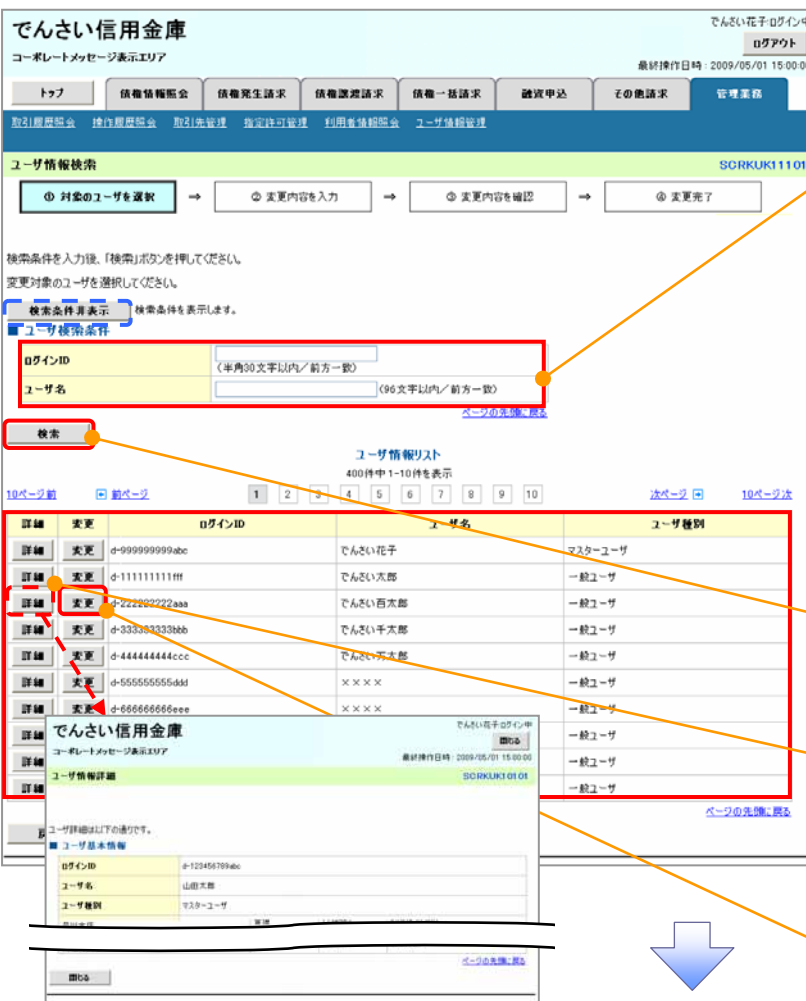 でんさい信用金庫
コーポレートメッセージ表示エリア
でんさい花子:ログイン中
ログアウト
最終操作日時：2009/05/01 15:00:0
トップ 債権情報照会 債権発生請求 債権譲渡請求 債権一括請求 融資申込 その他請求 管理業務
取引履歴照会 操作履歴照会 取引先管理 指定許可管理 利用者情報照会 ユーザ情報管理
ユーザ情報検索 SCRKUK11101
① 対象のユーザを選択 ⇒ ② 変更内容を入力 ⇒ ③ 変更内容を確認 ⇒ ④ 変更完了
検索条件を入力後、「検索」ボタンを押してください。
変更対象のユーザを選択してください。
検索条件非表示 検索条件を表示します。
■ ユーザ検索条件
ログインID （半角30文字以内／前方一致）
ユーザ名 （96文字以内／前方一致）
ページの先頭に戻る
検索
ユーザ情報リスト
400件中 1-10件を表示
10ページ前 前ページ 1 2 3 4 5 6 7 8 9 10 次ページ 10ページ次
詳細 変更 ログインID ユーザ名 ユーザ種別
詳細 変更 d-999999999abc でんさい花子 マスターユーザ
詳細 変更 d-111111111fff でんさい太郎 一般ユーザ
詳細 変更 d-222222222aaa でんさい百太郎 一般ユーザ
詳細 変更 d-333333333bbb でんさい千太郎 一般ユーザ
詳細 変更 d-444444444ccc でんさい万太郎 一般ユーザ
詳細 変更 d-555555555ddd ×××× 一般ユーザ
詳細 変更 d-666666666eee ×××× 一般ユーザ
詳細 一般ユーザ
詳細 一般ユーザ
詳細 一般ユーザ
ページの先頭に戻る
でんさい信用金庫
コーポレートメッセージ表示エリア
でんさい花子:ログイン中
閉じる
最終操作日時：2009/05/01 15:00:00
ユーザ情報詳細 SCRKUK10101
ユーザ詳細は以下の通りです。
■ ユーザ基本情報
ログインID d-123456789abc
ユーザ名 山田太郎
ユーザ種別 マスターユーザ
ページの先頭に戻る
閉じる